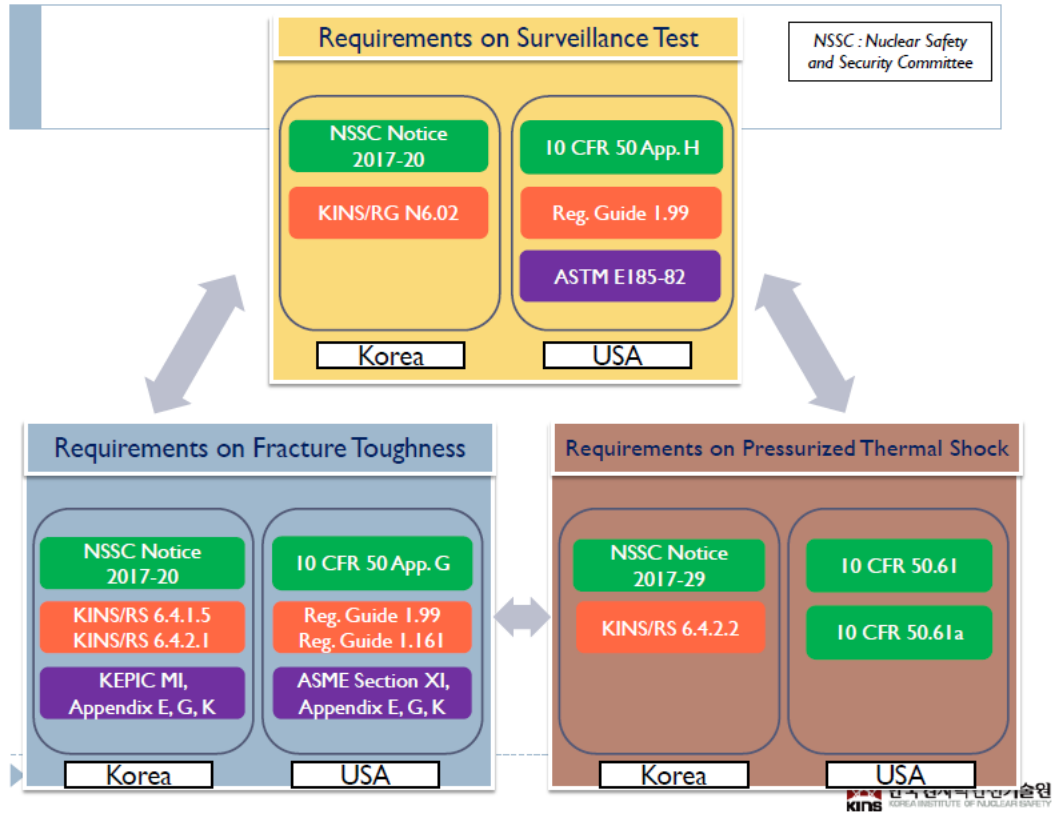 Requirements on Surveillance Test
NSSC : Nuclear Safety
and Security Committee
NSSC Notice
2017-20
KINS/RG N6.02
Korea
10 CFR 50 App. H
Reg. Guide 1.99
ASTM E185-82
USA
Requirements on Fracture Toughness
NSSC Notice
2017-20
KINS/RS 6.4.1.5
KINS/RS 6.4.2.1
KEPIC MI,
Appendix E, G, K
Korea
10 CFR 50 App. G
Reg. Guide 1.99
Reg. Guide 1.161
ASME Section XI,
Appendix E, G, K
USA
Requirements on Pressurized Thermal Shock
NSSC Notice
2017-29
KINS/RS 6.4.2.2
Korea
10 CFR 50.61
10 CFR 50.61a
USA
KINS
KOREA INSTITUTE OF NUCLEAR SAFETY